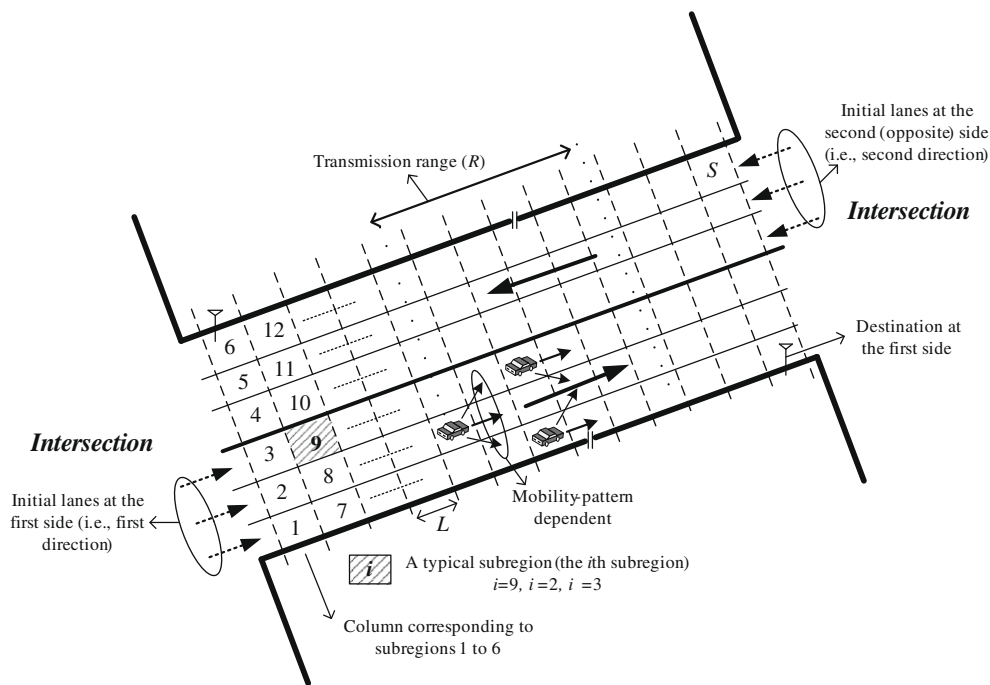 Transmission range (R)
Initial lanes at the
second (opposite) side
(i.e., second direction)
S
Intersection
6
12
5
11
4
10
3
9
2
8
1
7
Destination at
the first side
Intersection
Initial lanes at the
first side (i.e., first
direction)
L
Mobility-pattern
dependent
i
A typical subregion (the ith subregion)
i=9, i=2, i =3
Column corresponding to
subregions 1 to 6